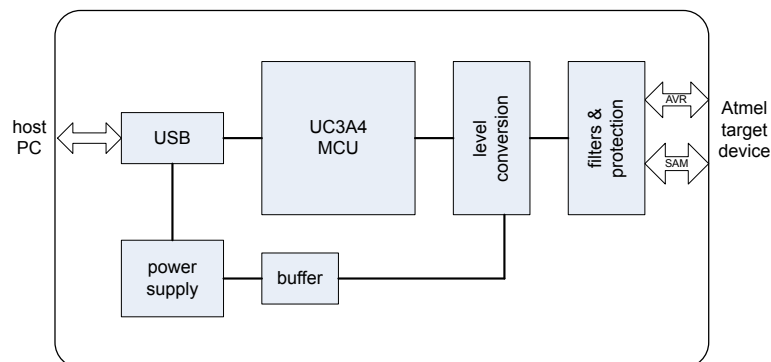 host
PC
USB
UC3A4
MCU
level
conversion
filters &
protection
AVR
SAM
Atmel
target
device
power
supply
buffer